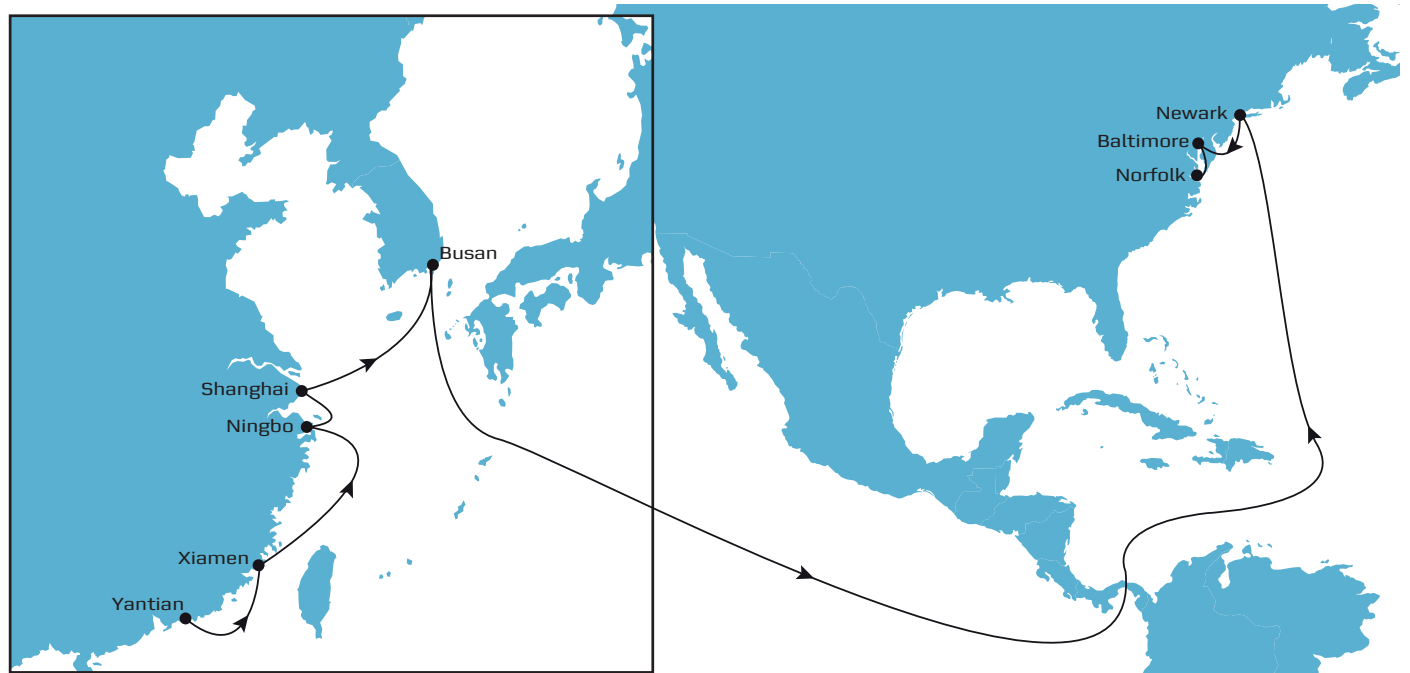 Newark
Baltimore
Norfolk
Busan
Shanghai
Ningbo
Xiamen
Yantian